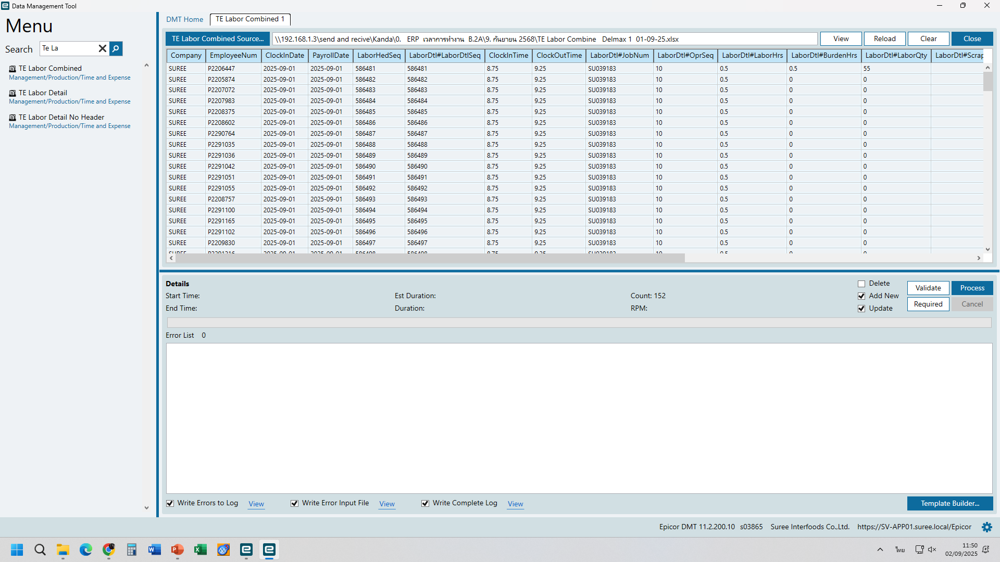 Data Management Tool
Menu
Search Te La
TE Labor Combined
Management/Production/Time and Expense
TE Labor Detail
Management/Production/Time and Expense
TE Labor Detail No Header
Management/Production/Time and Expense
DMT Home TE Labor Combined 1
TE Labor Combined Source... \\192.168.1.3\send and recive\Kanda\0. ERP เวลาการทำงาน B.2A\9. กันยายน 2568\TE Labor Combine Delmax 1 01-09-25.xlsx View Reload Clear Close
Company EmployeeNum ClockInDate PayrollDate LaborHedSeq LaborDtl#LaborDtlSeq ClockInTime ClockOutTime LaborDtl#JobNum LaborDtl#OprSeq LaborDtl#LaborHrs LaborDtl#BurdenHrs LaborDtl#LaborQty LaborDtl#Scrap
SUREE P2206447 2025-09-01 2025-09-01 586481 586481 8.75 9.25 SU039183 10 0.5 0.5 55
SUREE P2205874 2025-09-01 2025-09-01 586482 586482 8.75 9.25 SU039183 10 0.5 0 0
SUREE P2207072 2025-09-01 2025-09-01 586483 586483 8.75 9.25 SU039183 10 0.5 0 0
SUREE P2207983 2025-09-01 2025-09-01 586484 586484 8.75 9.25 SU039183 10 0.5 0 0
SUREE P2208375 2025-09-01 2025-09-01 586485 586485 8.75 9.25 SU039183 10 0.5 0 0
SUREE P2208602 2025-09-01 2025-09-01 586486 586486 8.75 9.25 SU039183 10 0.5 0 0
SUREE P2290764 2025-09-01 2025-09-01 586487 586487 8.75 9.25 SU039183 10 0.5 0 0
SUREE P2291035 2025-09-01 2025-09-01 586488 586488 8.75 9.25 SU039183 10 0.5 0 0
SUREE P2291036 2025-09-01 2025-09-01 586489 586489 8.75 9.25 SU039183 10 0.5 0 0
SUREE P2291042 2025-09-01 2025-09-01 586490 586490 8.75 9.25 SU039183 10 0.5 0 0
SUREE P2291051 2025-09-01 2025-09-01 586491 586491 8.75 9.25 SU039183 10 0.5 0 0
SUREE P2291055 2025-09-01 2025-09-01 586492 586492 8.75 9.25 SU039183 10 0.5 0 0
SUREE P2208757 2025-09-01 2025-09-01 586493 586493 8.75 9.25 SU039183 10 0.5 0 0
SUREE P2291100 2025-09-01 2025-09-01 586494 586494 8.75 9.25 SU039183 10 0.5 0 0
SUREE P2291165 2025-09-01 2025-09-01 586495 586495 8.75 9.25 SU039183 10 0.5 0 0
SUREE P2291102 2025-09-01 2025-09-01 586496 586496 8.75 9.25 SU039183 10 0.5 0 0
SUREE P2209830 2025-09-01 2025-09-01 586497 586497 8.75 9.25 SU039183 10 0.5 0 0
Details
Start Time: Est Duration: Count: 152
End Time: Duration: RPM:
Delete
Add New
Update
Validate Process
Required Cancel
Error List 0
Write Errors to Log View Write Error Input File View Write Complete Log View Template Builder...
Epicor DMT 11.2.200.10 s03865 Suree Interfoods Co.,Ltd. https://SV-APP01.suree.local/Epicor
ไทย
11:50
02/09/2025